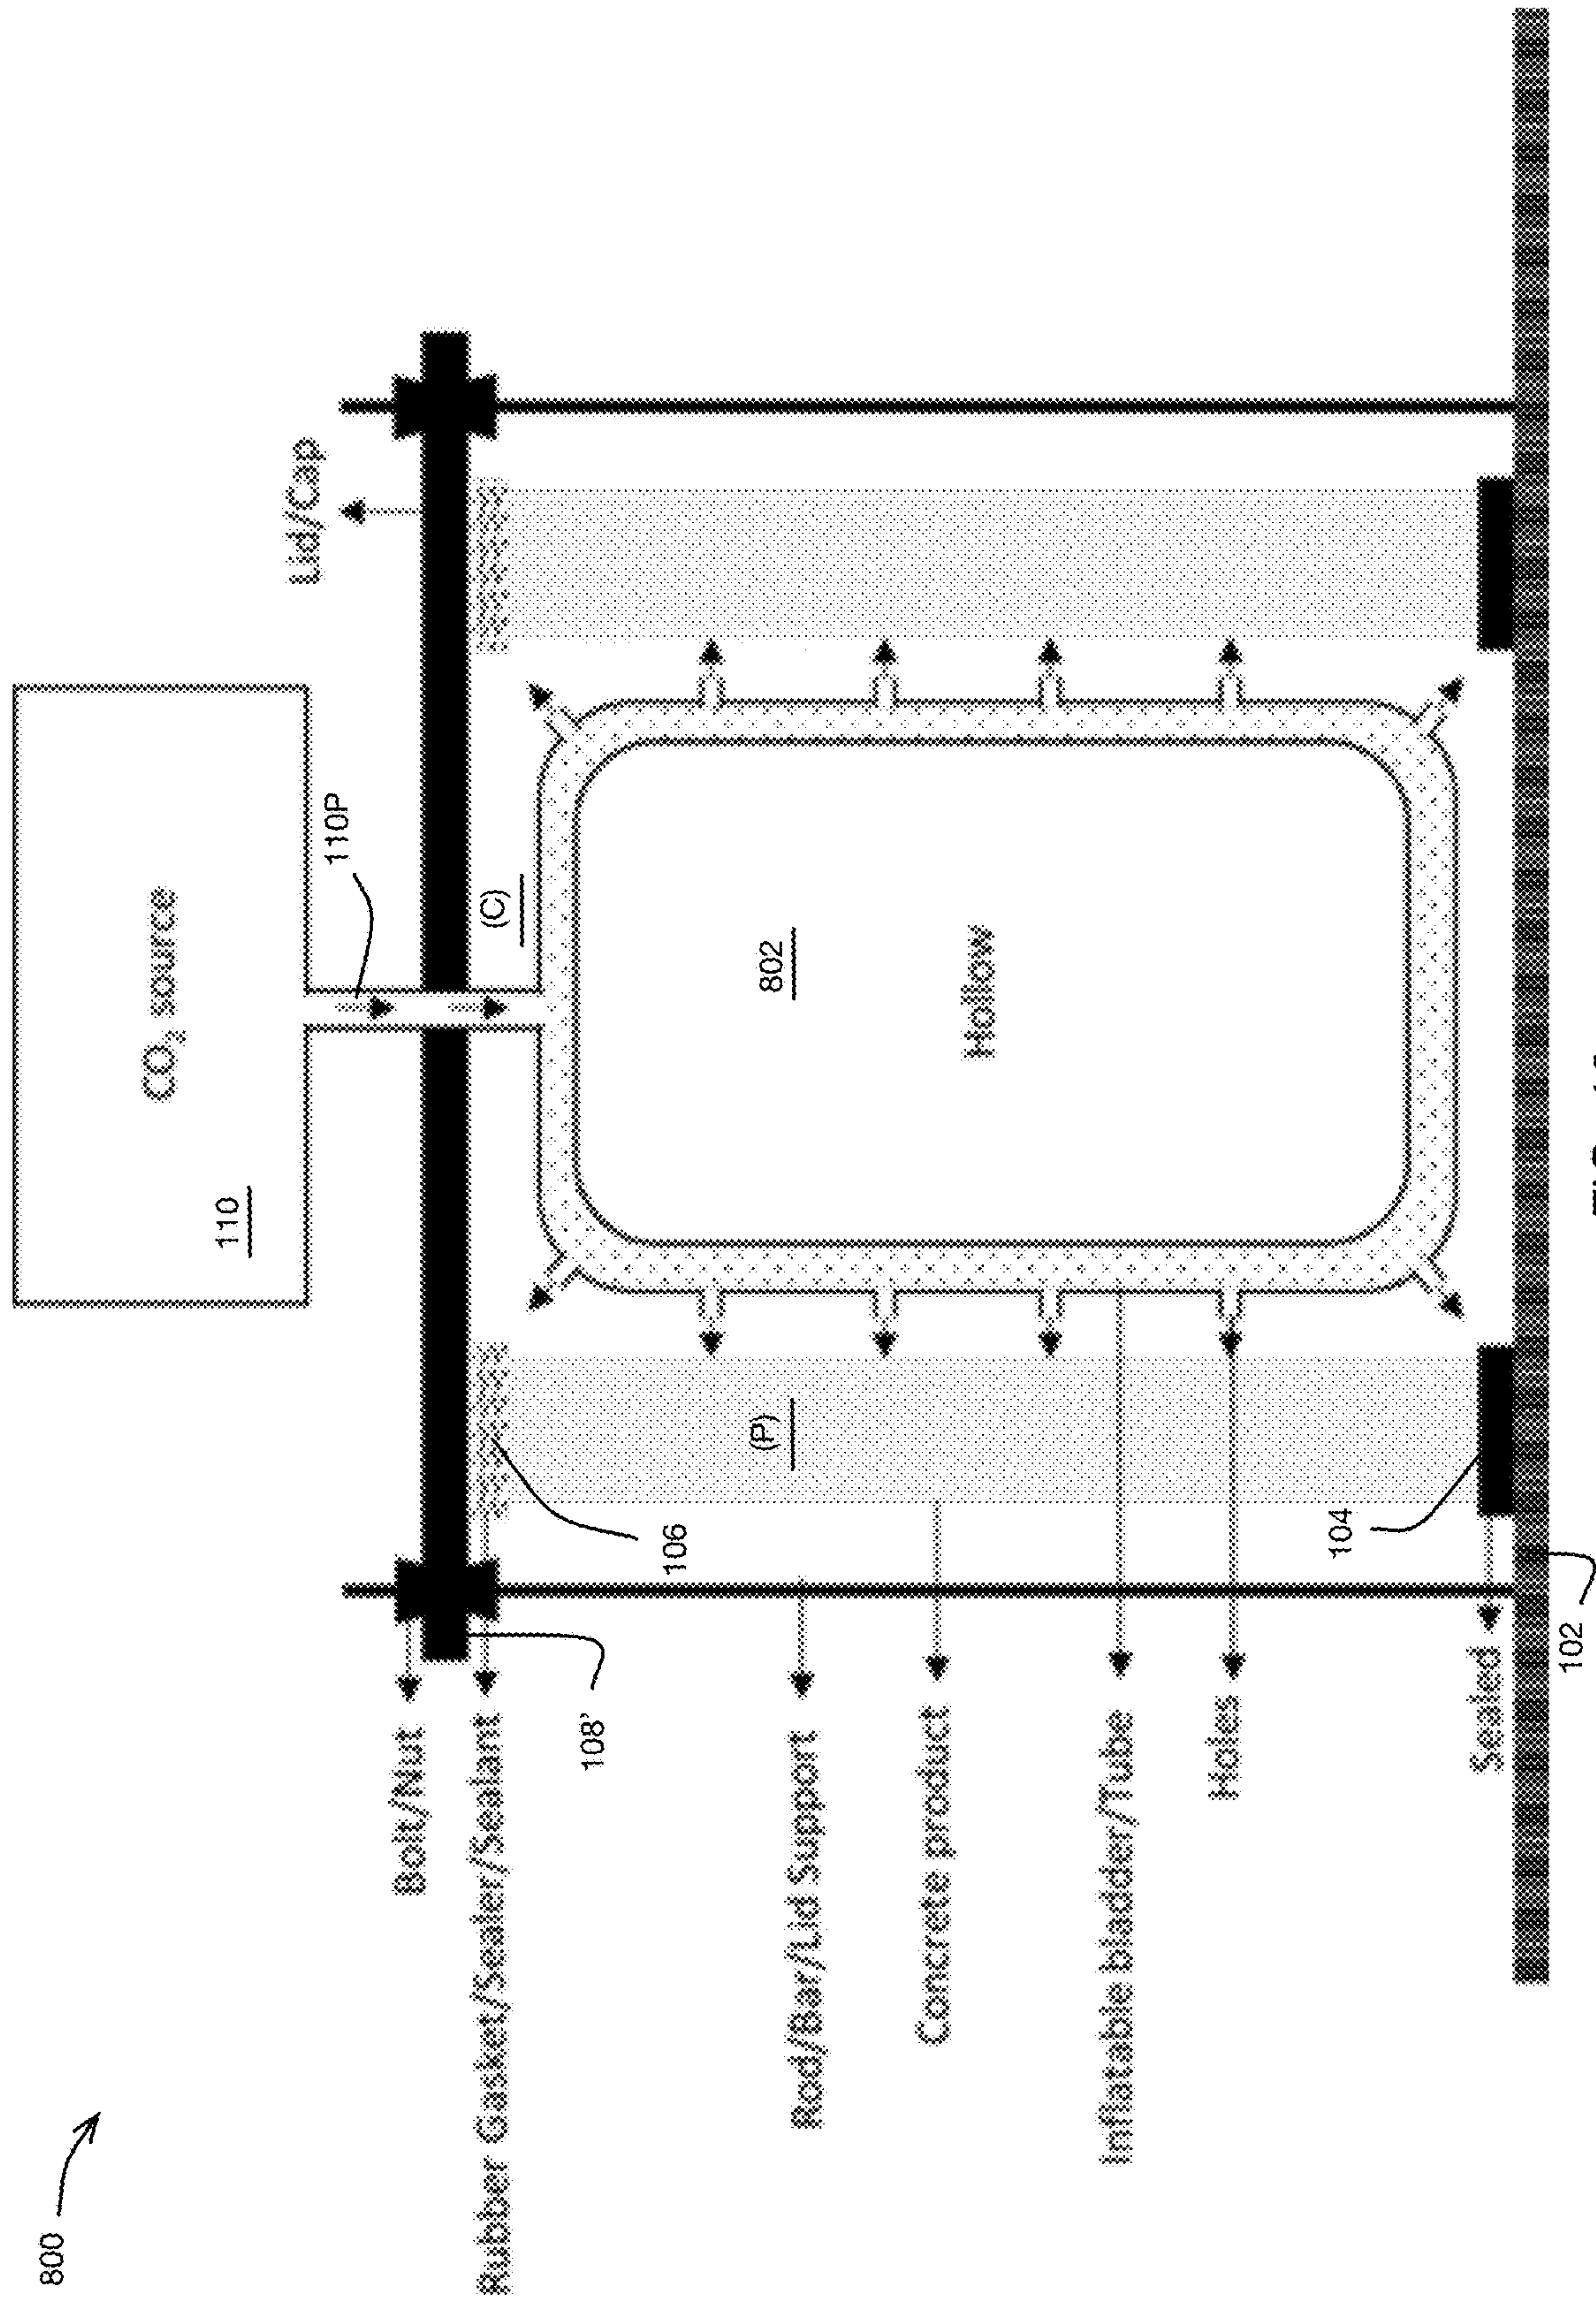 800
CO₂ source
110
110P
Lid/Cap
Bolt/Nut
Rubber Gasket/Sealer/Sealant
(C)
106
108'
802
(P)
Rod/Bar/Lid Support
Concrete product
Hollow
Inflatable bladder/Tube
Holes
104
Sealed
102